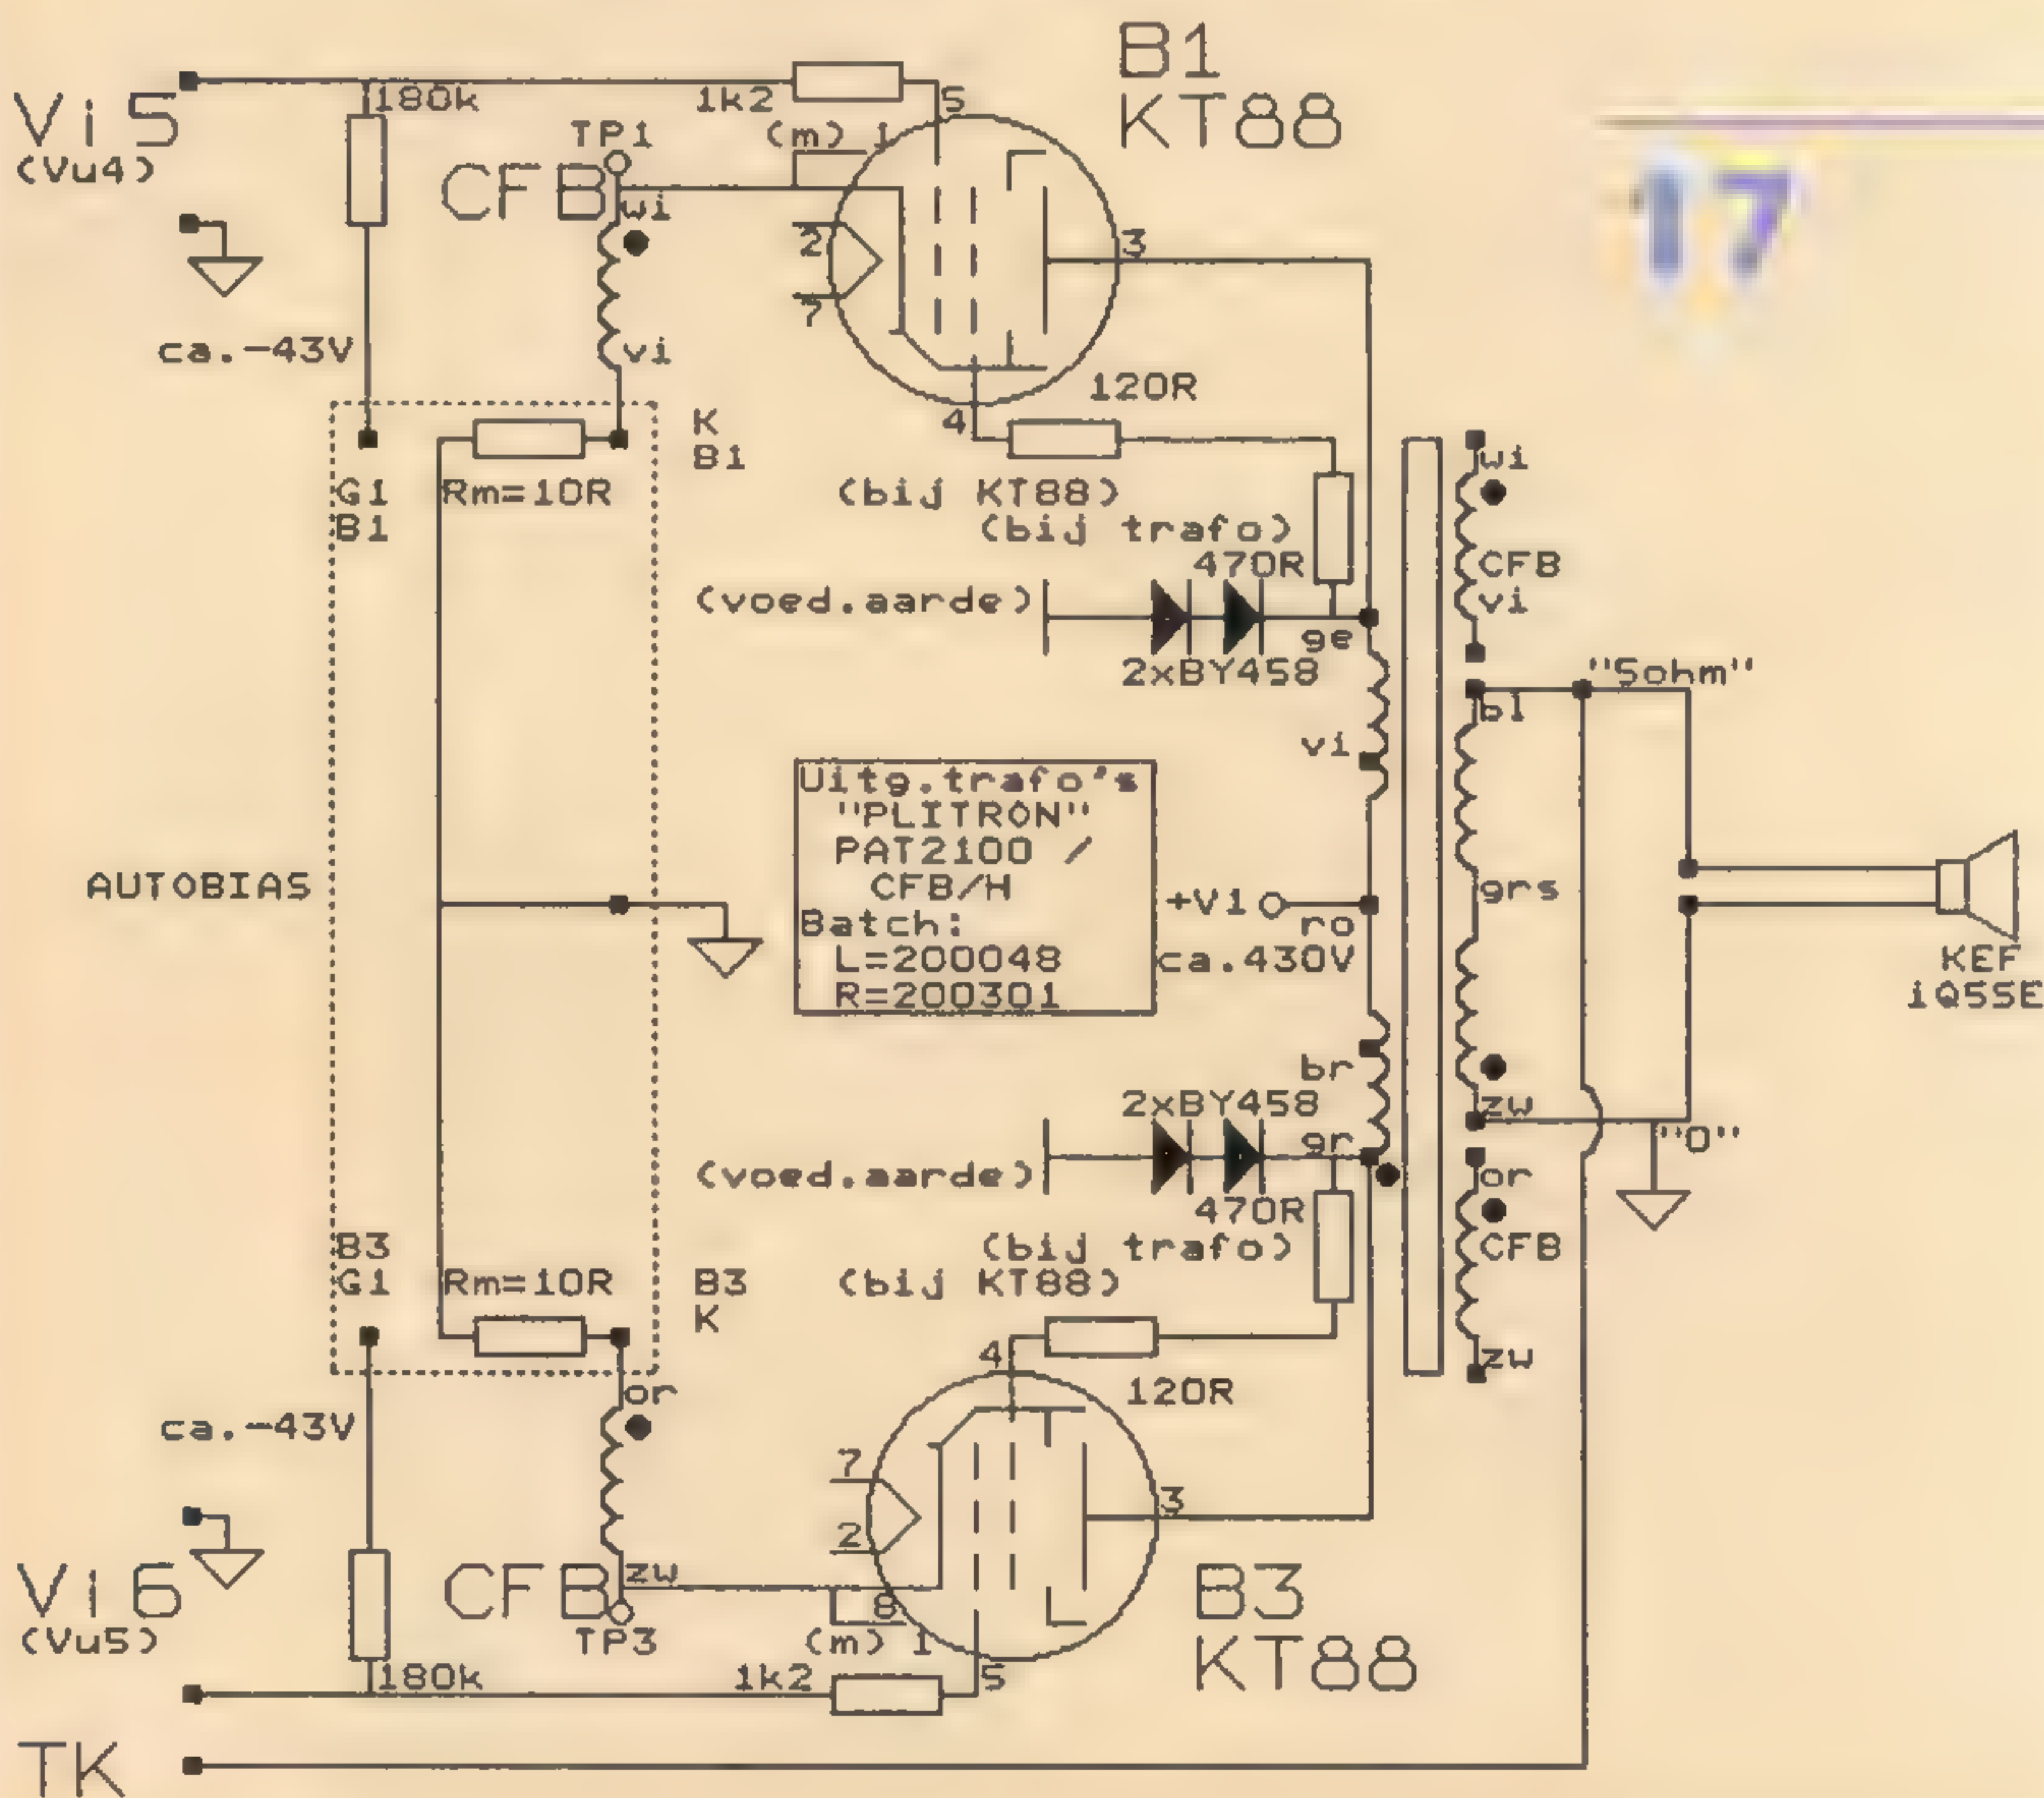 B1
KT88
17
Vi5
(Vu4)
180k
1k2
5
TP1
(m) 1
CFB
wi
2
3
7
ca.-43V
vi
120R
4
K
B1
G1
B1
Rm=10R
(bij KT88)
(bij trafo)
470R
wi
CFB
vi
(voed.aarde)
ge
2xBY458
"5ohm"
bl
vi
Uitg.trafo's
"PLITRON"
PAT2100 /
CFB/H
Batch:
L=200048
R=200301
AUTOBIAS
+V1
ro
ca.430V
grs
KEF
iQ5SE
br
2xBY458
gr
zw
"0"
(voed.aarde)
470R
or
CFB
zw
B3
G1
Rm=10R
B3
K
(bij trafo)
(bij KT88)
4
120R
or
ca.-43V
7
3
2
Vi6
(Vu5)
CFB
zw
8
TP3
(m) 1
B3
KT88
180k
1k2
5
TK